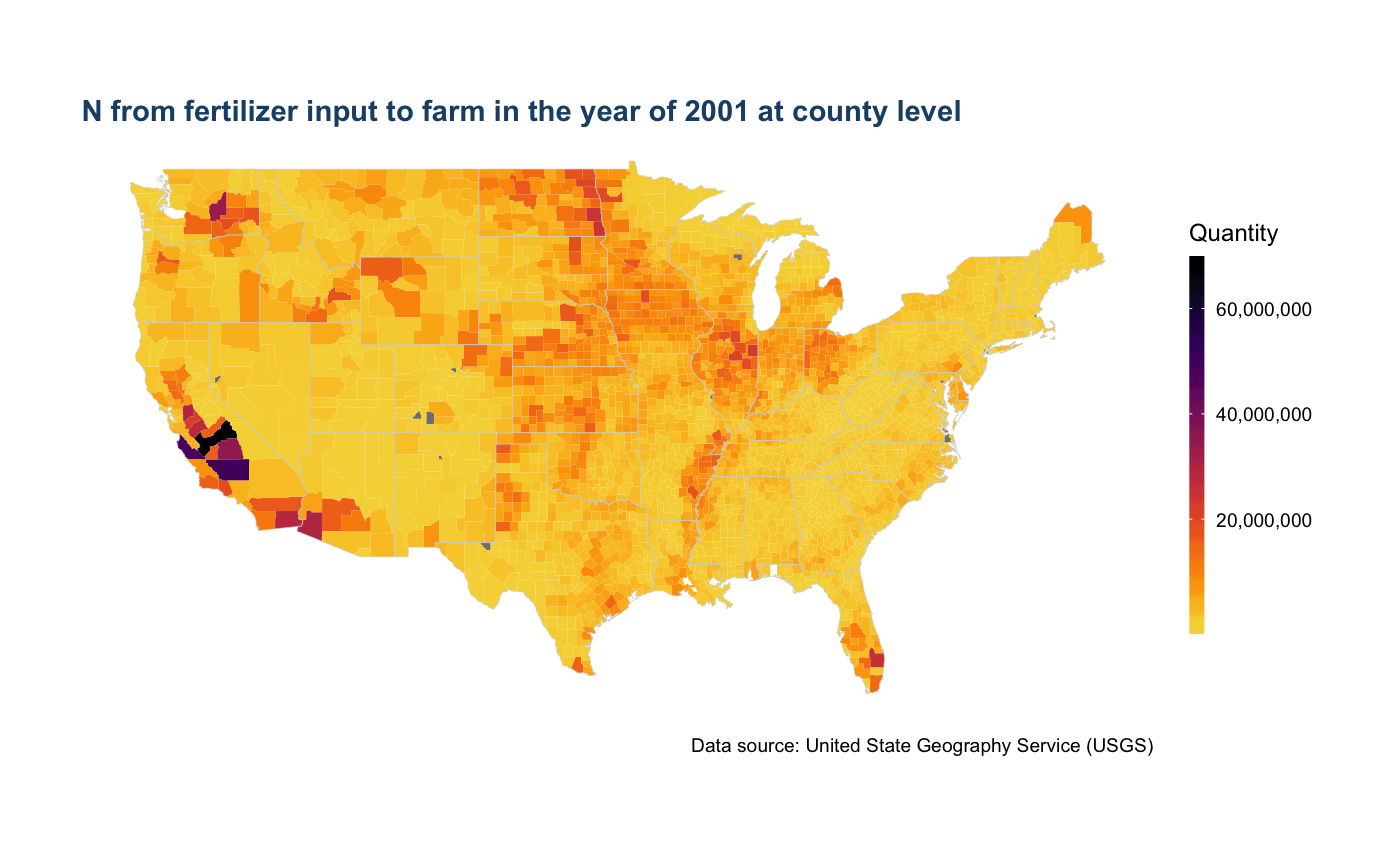 N from fertilizer input to farm in the year of 2001 at county level
Quantity
60,000,000
40,000,000
20,000,000
Data source: United State Geography Service (USGS)